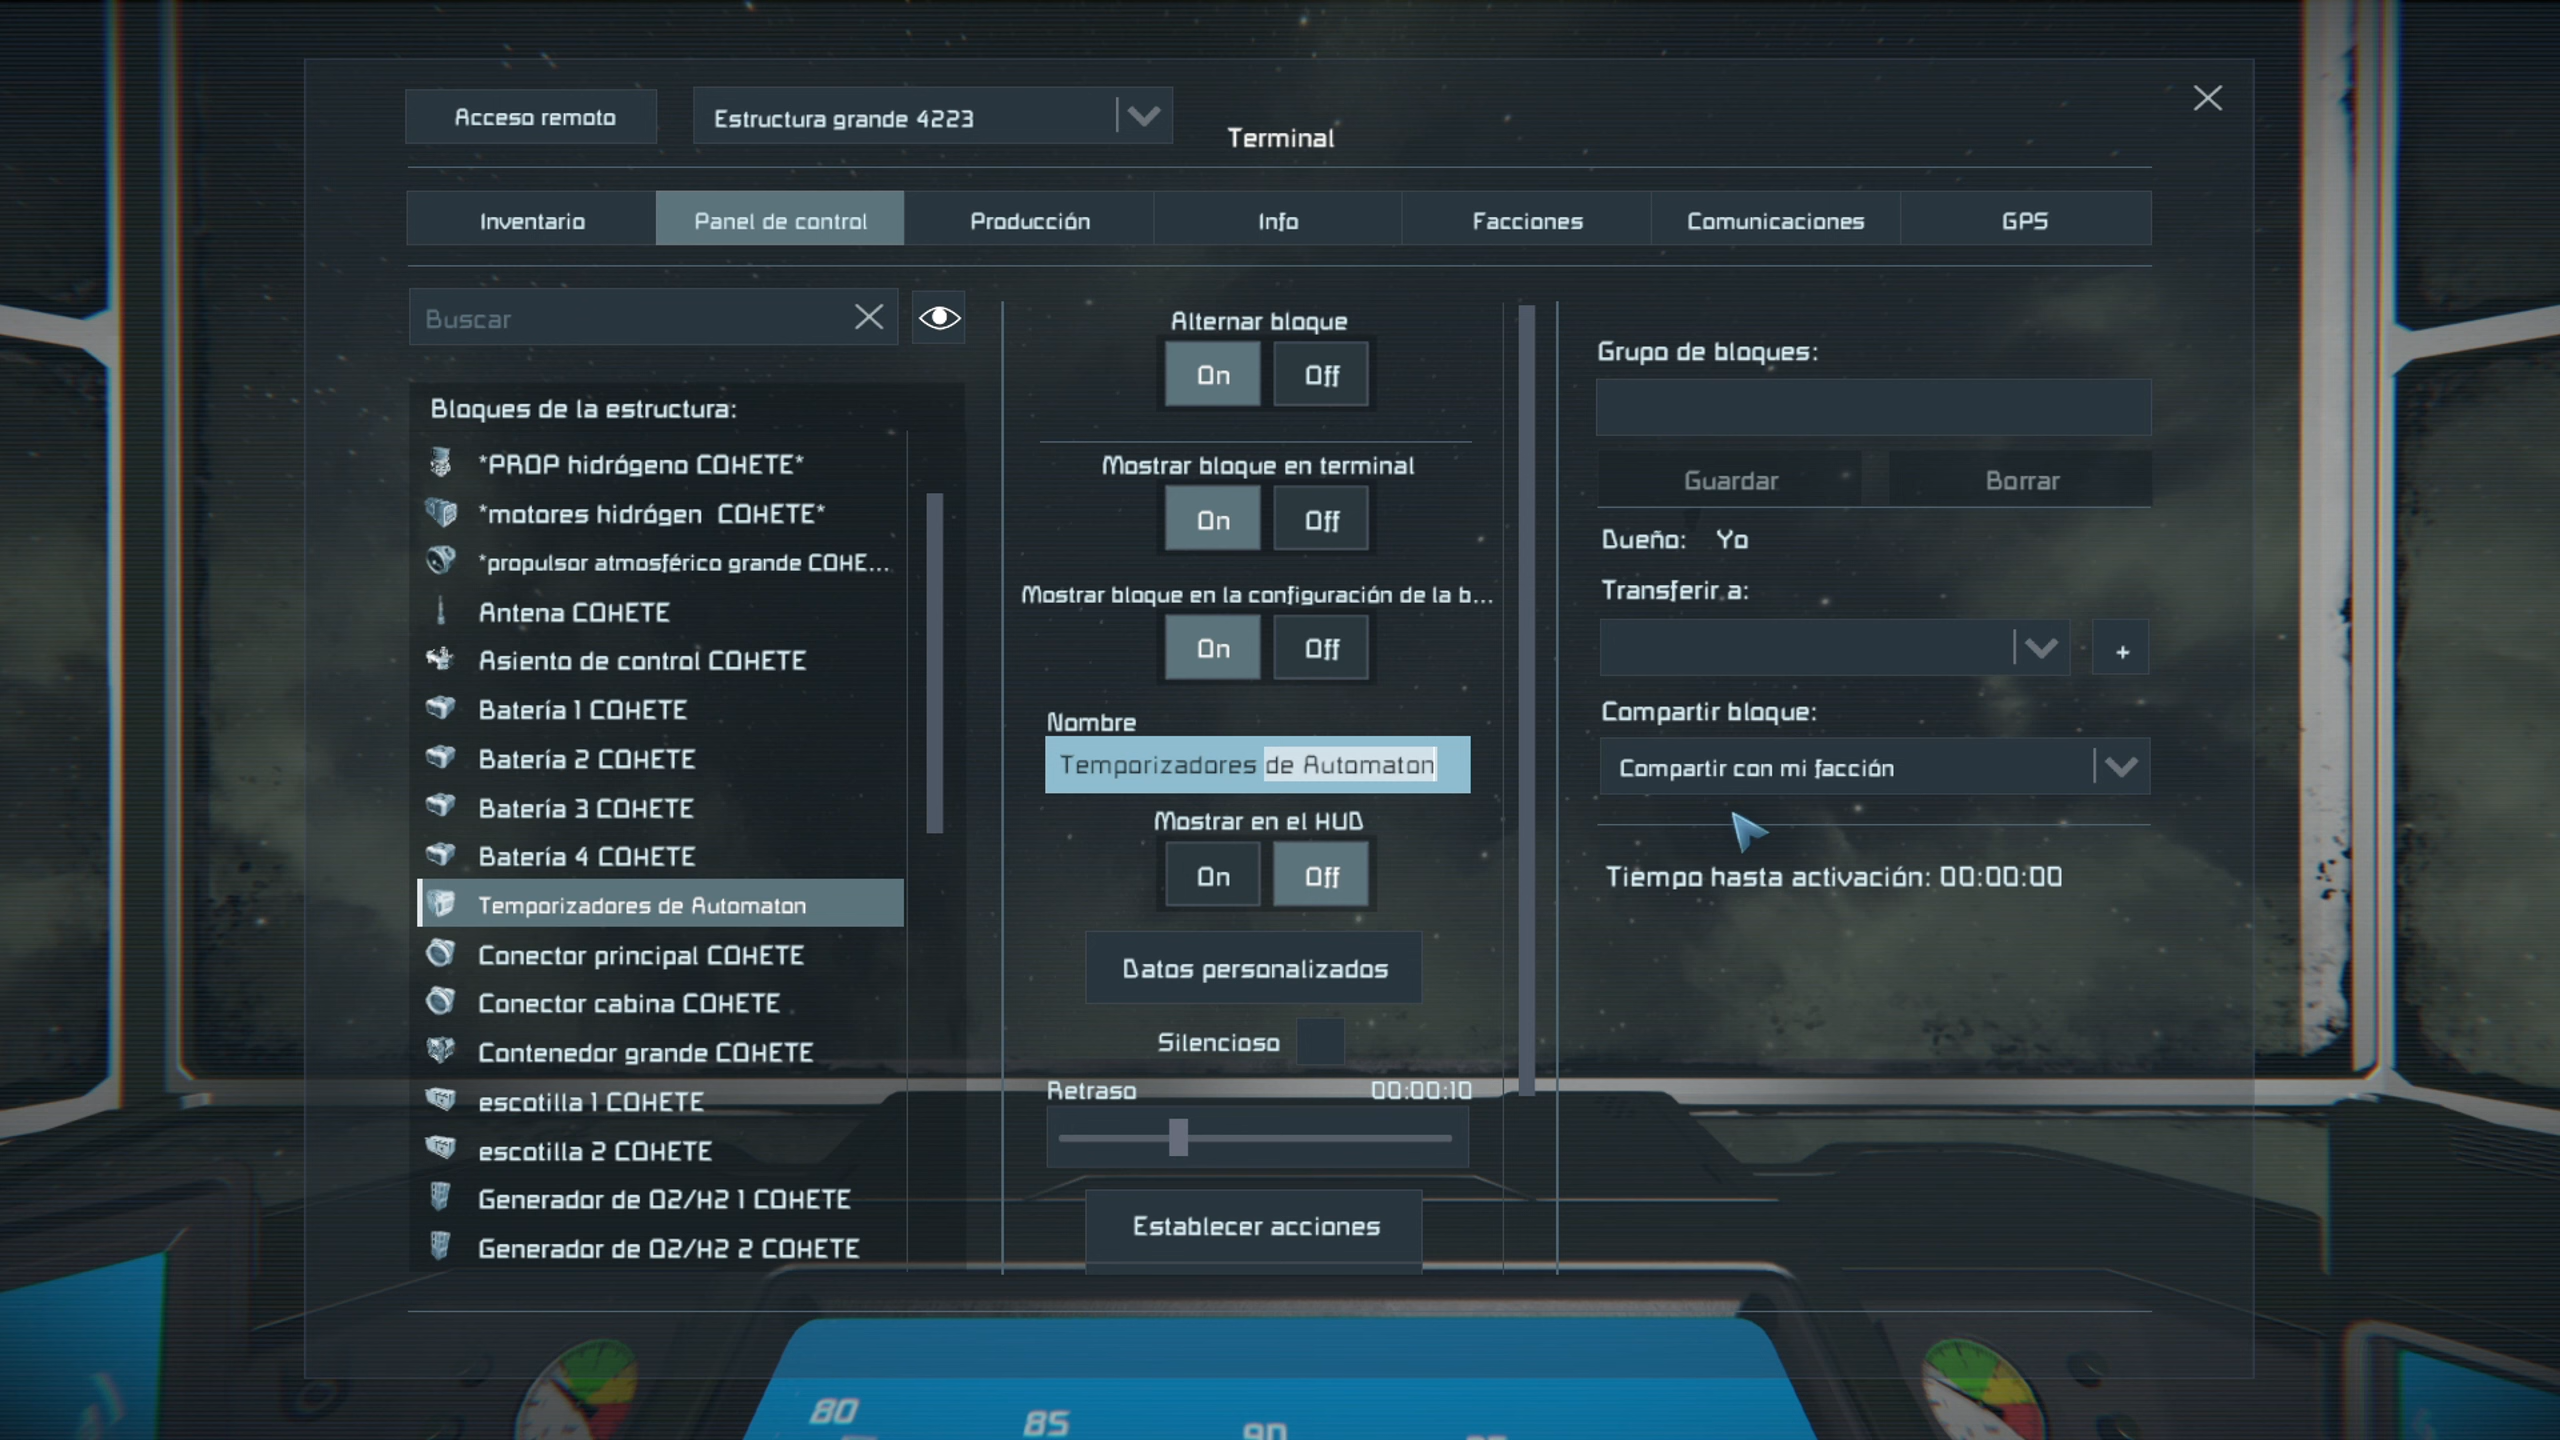 Acceso remoto
Estructura grande 4223
Terminal
Inventario
Panel de control
Producción
Info
Facciones
Comunicaciones
GPS
Buscar
Bloques de la estructura:
*PROP hidrógeno COHETE*
*motores hidrógen COHETE*
*propulsor atmosférico grande COHE...
Antena COHETE
Asiento de control COHETE
Batería 1 COHETE
Batería 2 COHETE
Batería 3 COHETE
Batería 4 COHETE
Temporizadores de Automaton
Conector principal COHETE
Conector cabina COHETE
Contenedor grande COHETE
escotilla 1 COHETE
escotilla 2 COHETE
Generador de O2/H2 1 COHETE
Generador de O2/H2 2 COHETE
Alternar bloque
On
Off
Mostrar bloque en terminal
On
Off
Mostrar bloque en la configuración de la b...
On
Off
Nombre
Temporizadores de Automaton
Mostrar en el HUD
On
Off
Datos personalizados
Silencioso
Retraso 00:00:10
Establecer acciones
Grupo de bloques:
Guardar
Borrar
Dueño: Yo
Transferir a:
+
Compartir bloque:
Compartir con mi facción
Tiempo hasta activación: 00:00:00
80
85
90